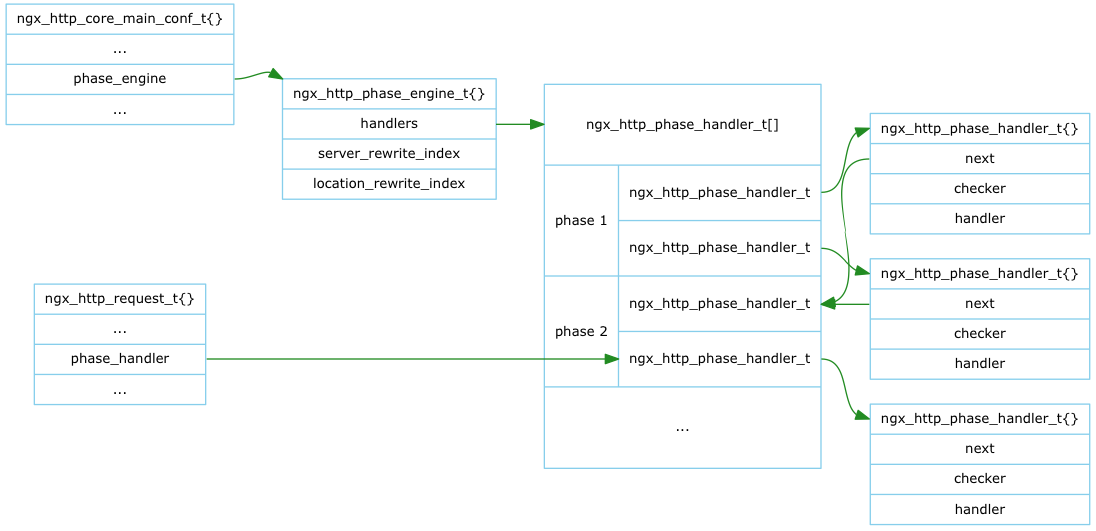 ngx_http_core_main_conf_t{}
...
phase_engine
...
ngx_http_phase_engine_t{}
handlers
server_rewrite_index
location_rewrite_index
ngx_http_request_t{}
...
phase_handler
...
ngx_http_phase_handler_t[]
phase 1
ngx_http_phase_handler_t
ngx_http_phase_handler_t
phase 2
ngx_http_phase_handler_t
ngx_http_phase_handler_t
...
ngx_http_phase_handler_t{}
next
checker
handler
ngx_http_phase_handler_t{}
next
checker
handler
ngx_http_phase_handler_t{}
next
checker
handler